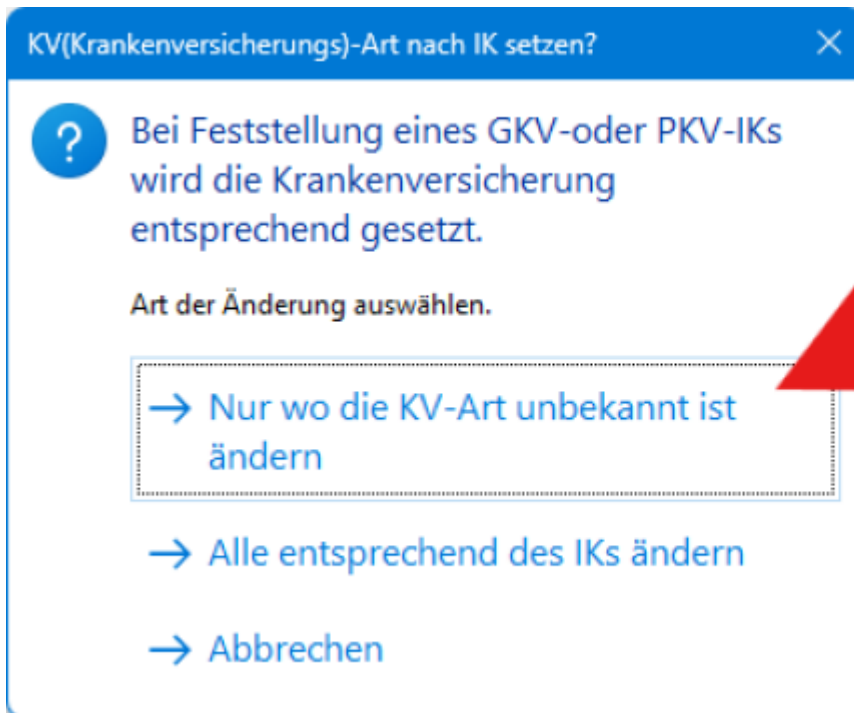 KV(Krankenversicherungs)-Art nach IK setzen?
?
Bei Feststellung eines GKV-oder PKV-IKs
wird die Krankenversicherung
entsprechend gesetzt.
Art der Änderung auswählen.
→ Nur wo die KV-Art unbekannt ist
ändern
→ Alle entsprechend des IKs ändern
→ Abbrechen